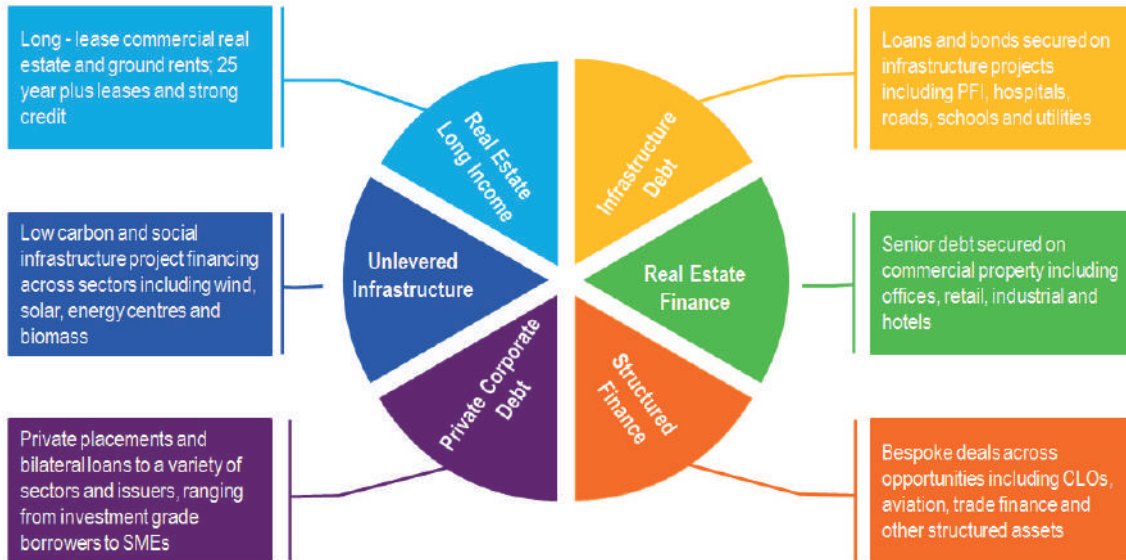 Long - lease commercial real
estate and ground rents; 25
year plus leases and strong
credit
Low carbon and social
infrastructure project financing
across sectors including wind,
solar, energy centres and
biomass
Private placements and
bilateral loans to a variety of
sectors and issuers, ranging
from investment grade
borrowers to SMEs
Real Estate
Long Income
Infrastructure
Debt
Unlevered
Infrastructure
Real Estate
Finance
Private Corporate
Debt
Structured
Finance
Loans and bonds secured on
infrastructure projects
including PFI, hospitals,
roads, schools and utilities
Senior debt secured on
commercial property including
offices, retail, industrial and
hotels
Bespoke deals across
opportunities including CLOs,
aviation, trade finance and
other structured assets